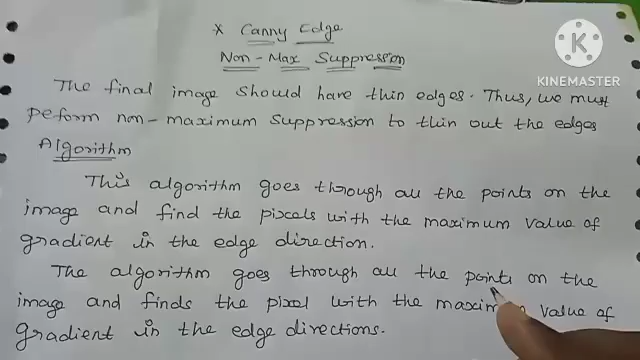 * Canny Edge
Non-Max Suppression
KINEMASTER
The final image should have thin edges. Thus, we must
perform non-maximum suppression to thin out the edges
Algorithm
This algorithm goes through all the points on the
image and find the pixels with the maximum value of
gradient in the edge direction.
The algorithm goes through all the points on the
image and finds the pixel with the maximum value of
gradient in the edge directions.